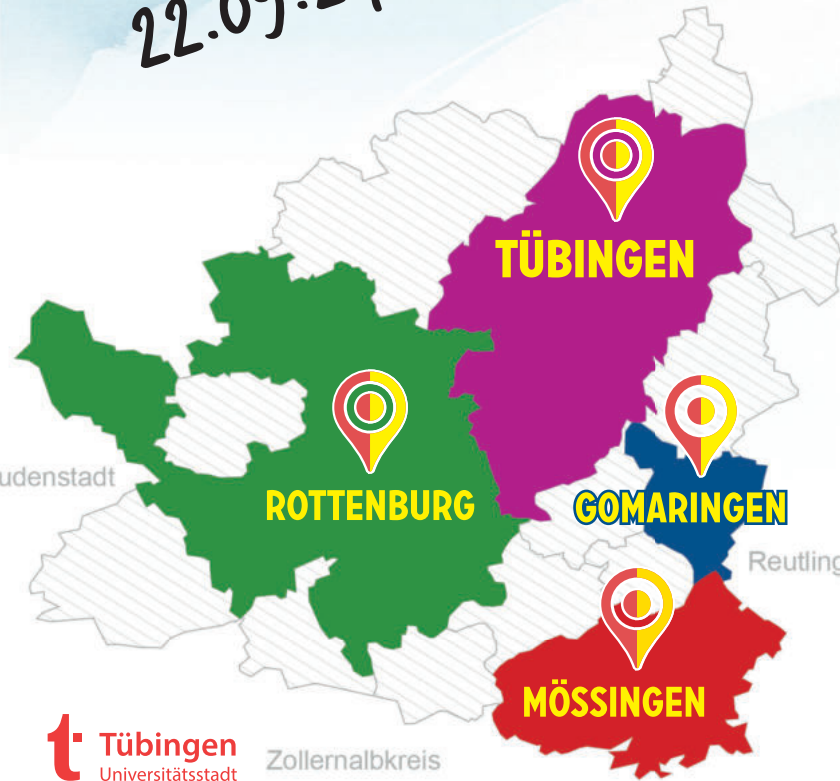 TÜBINGEN
ROTTENBURG
GOMARINGEN
MÖSSINGEN
Tübingen
Universitätsstadt
Zollernalbkreis